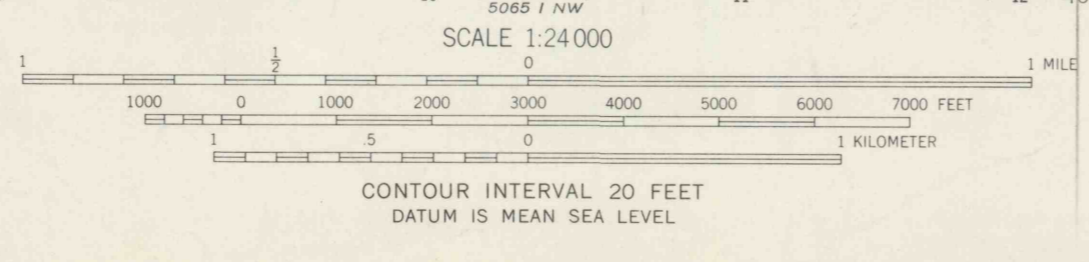 5065 I NW
SCALE 1:24 000
1 ½ 0 1 MILE
1000 0 1000 2000 3000 4000 5000 6000 7000 FEET
1 .5 0 1 KILOMETER
CONTOUR INTERVAL 20 FEET
DATUM IS MEAN SEA LEVEL